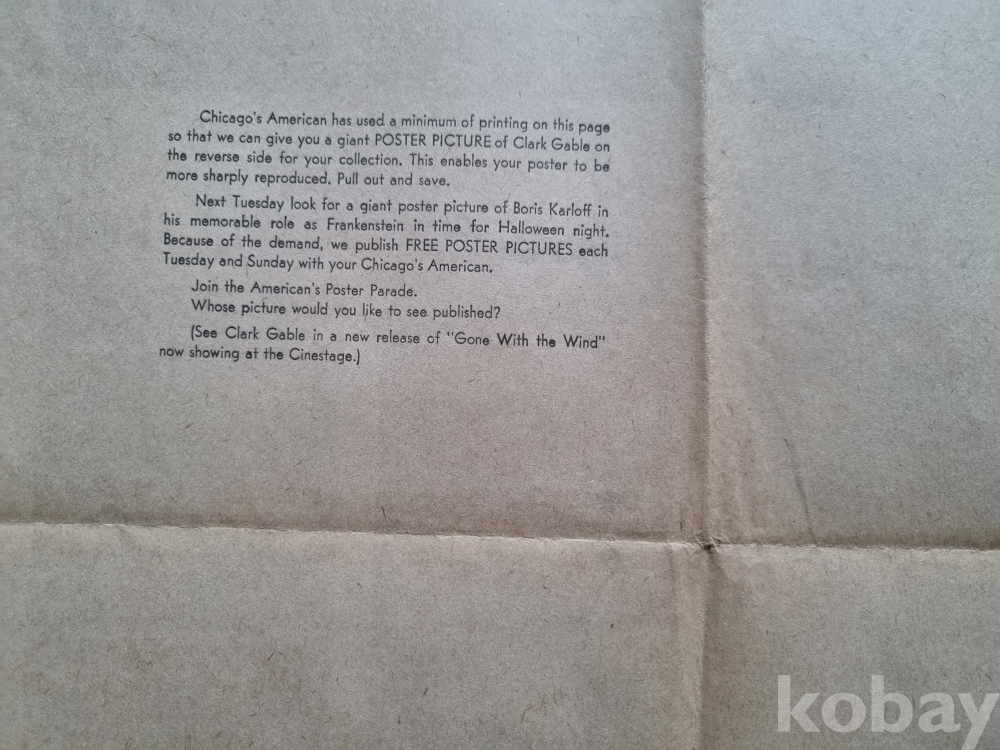 Chicago's American has used a minimum of printing on this page
so that we can give you a giant POSTER PICTURE of Clark Gable on
the reverse side for your collection. This enables your poster to be
more sharply reproduced. Pull out and save.
Next Tuesday look for a giant poster picture of Boris Karloff in
his memorable role as Frankenstein in time for Halloween night.
Because of the demand, we publish FREE POSTER PICTURES each
Tuesday and Sunday with your Chicago's American.
Join the American's Poster Parade.
Whose picture would you like to see published?
(See Clark Gable in a new release of "Gone With the Wind"
now showing at the Cinestage.)
kobay